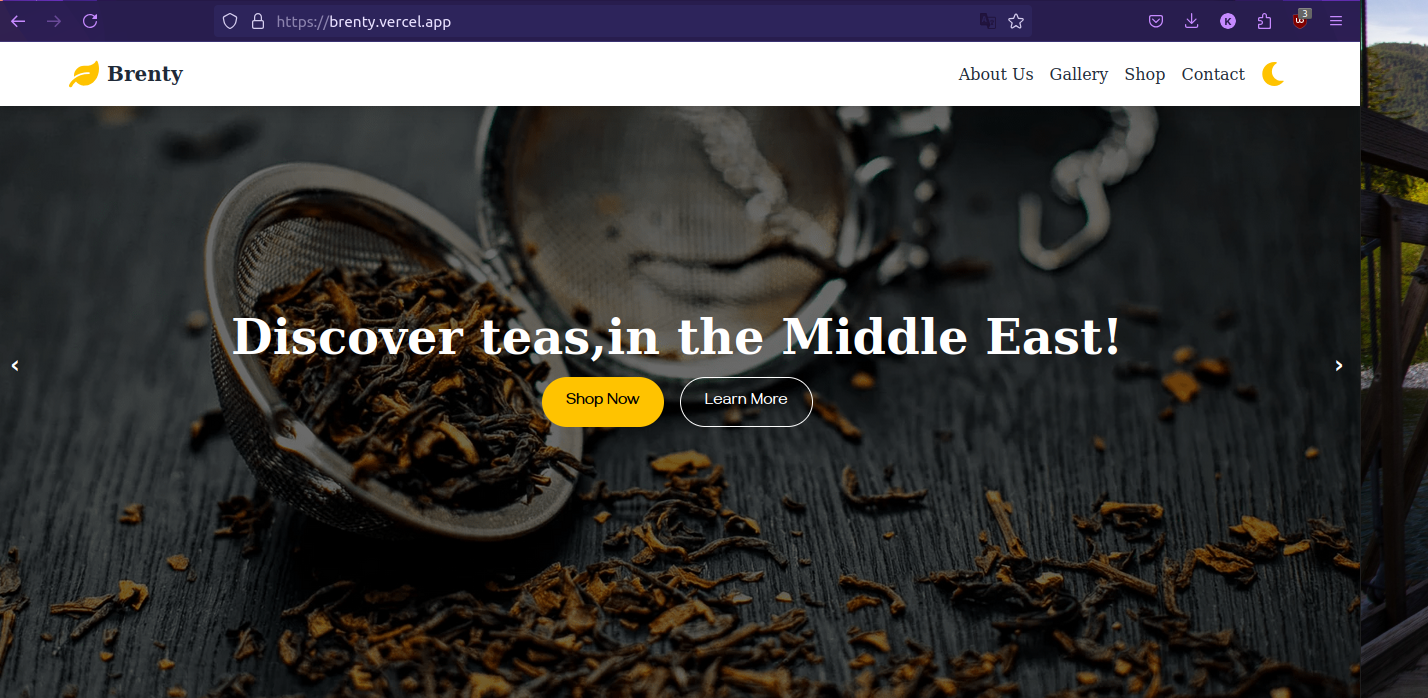 https://brenty.vercel.app
K
3
Brenty
About Us Gallery Shop Contact
Discover teas,in the Middle East!
Shop Now Learn More